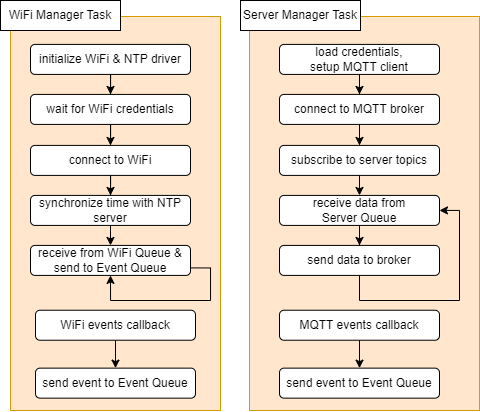 WiFi Manager Task
initialize WiFi & NTP driver
wait for WiFi credentials
connect to WiFi
synchronize time with NTP
server
receive from WiFi Queue &
send to Event Queue
WiFi events callback
send event to Event Queue
Server Manager Task
load credentials,
setup MQTT client
connect to MQTT broker
subscribe to server topics
receive data from
Server Queue
send data to broker
MQTT events callback
send event to Event Queue